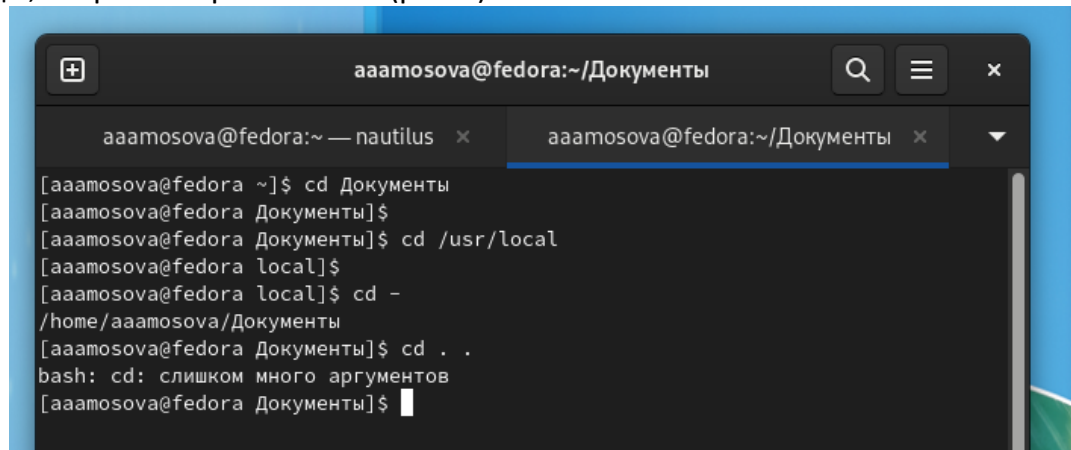 aaamosova@fedora:~/Документы
aaamosova@fedora:~ — nautilus
aaamosova@fedora:~/Документы
[aaamosova@fedora ~]$ cd Документы
[aaamosova@fedora Документы]$
[aaamosova@fedora Документы]$ cd /usr/local
[aaamosova@fedora local]$
[aaamosova@fedora local]$ cd -
/home/aaamosova/Документы
[aaamosova@fedora Документы]$ cd . .
bash: cd: слишком много аргументов
[aaamosova@fedora Документы]$